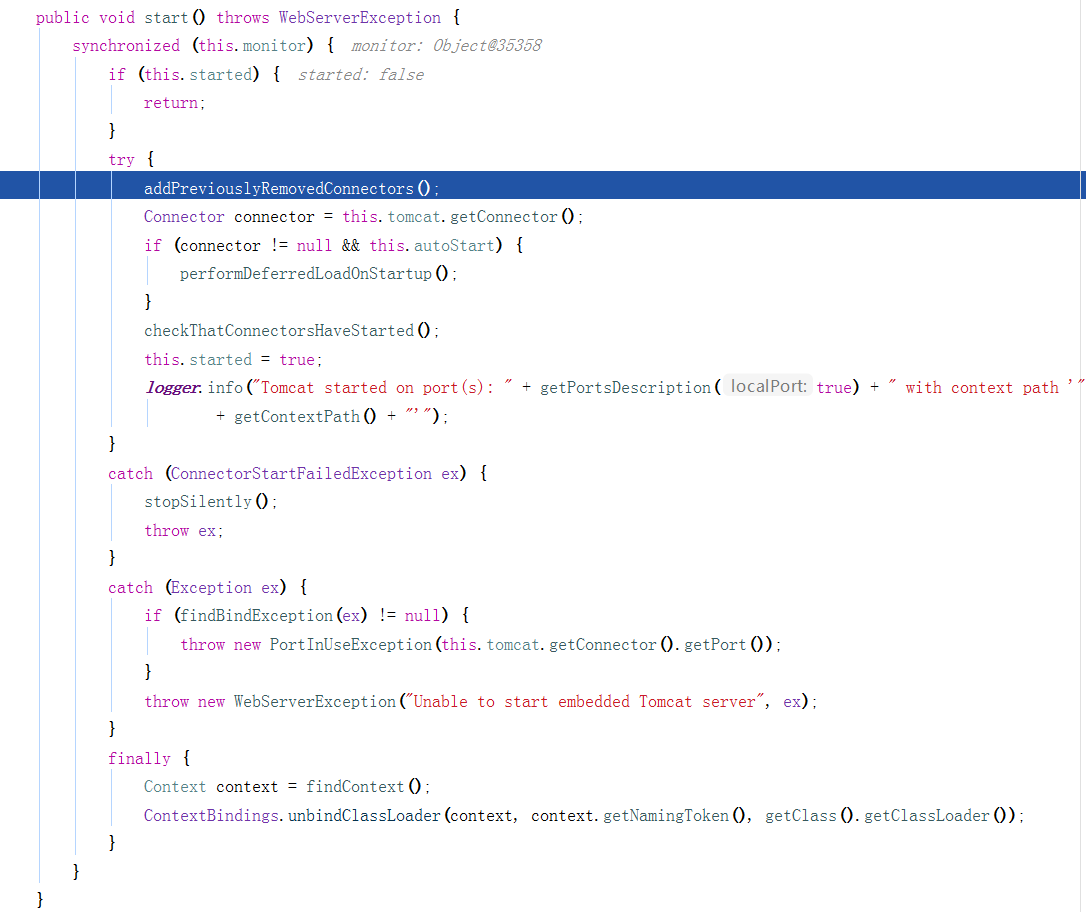 public void start() throws WebServerException {
synchronized (this.monitor) { monitor: Object@35358
if (this.started) { started: false
return;
}
try {
addPreviouslyRemovedConnectors();
Connector connector = this.tomcat.getConnector();
if (connector != null && this.autoStart) {
performDeferredLoadOnStartup();
}
checkThatConnectorsHaveStarted();
this.started = true;
logger.info("Tomcat started on port(s): " + getPortsDescription( localPort: true) + " with context path '"
+ getContextPath() + "'");
}
catch (ConnectorStartFailedException ex) {
stopSilently();
throw ex;
}
catch (Exception ex) {
if (findBindException(ex) != null) {
throw new PortInUseException(this.tomcat.getConnector().getPort());
}
throw new WebServerException("Unable to start embedded Tomcat server", ex);
}
finally {
Context context = findContext();
ContextBindings.unbindClassLoader(context, context.getNamingToken(), getClass().getClassLoader());
}
}
}